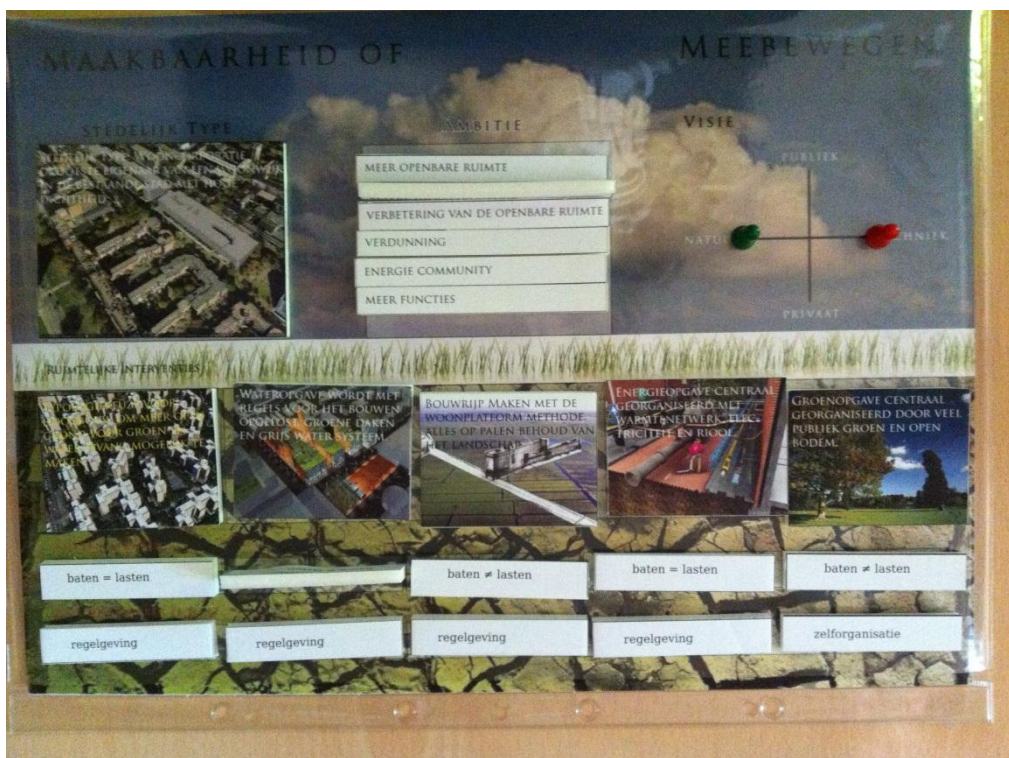 MAAKBAARHEID OF MEEBEWEGEN
STEDELIJK TYPE
AMBITIE
VISIE
DICHTHEID
MEER OPENBARE RUIMTE
VERBETERING VAN DE OPENBARE RUIMTE
VERDUNNING
ENERGIE COMMUNITY
MEER FUNCTIES
PUBLIEK
PRIVAAT
RUIMTELIJKE INTERVENTIES
WATEROPGAVE WORDT MET
REGELS VOOR HET BOUWEN
OPGELOST, GROENE DAKEN
EN GRIJS WATER SYSTEEM
BOUWRIJP MAKEN MET DE
WOONPLATFORM METHODE.
ALLES OP PALEN BEHOUD VAN
HET LANDSCHAP
ENERGIEOPGAVE CENTRAAL
GEORGANISEERD MET
WARMTENETWERK, ELEC-
TRICITEIT EN RIOOL.
GROENOPGAVE CENTRAAL
GEORGANISEERD DOOR VEEL
PUBLIEK GROEN EN OPEN
BODEM.
baten = lasten
baten ≠ lasten
baten = lasten
baten ≠ lasten
regelgeving
regelgeving
regelgeving
regelgeving
zelforganisatie